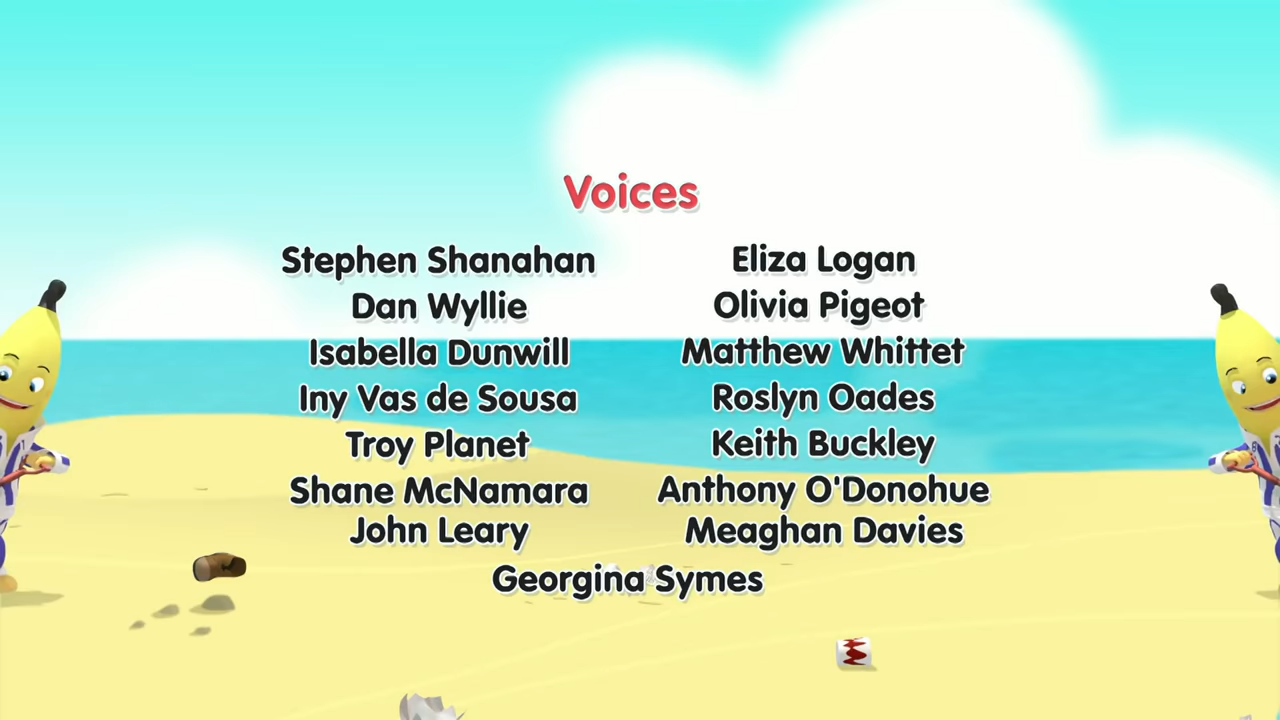 Voices
Stephen Shanahan Eliza Logan
Dan Wyllie Olivia Pigeot
Isabella Dunwill Matthew Whittet
Iny Vas de Sousa Roslyn Oades
Troy Planet Keith Buckley
Shane McNamara Anthony O'Donohue
John Leary Meaghan Davies
Georgina Symes